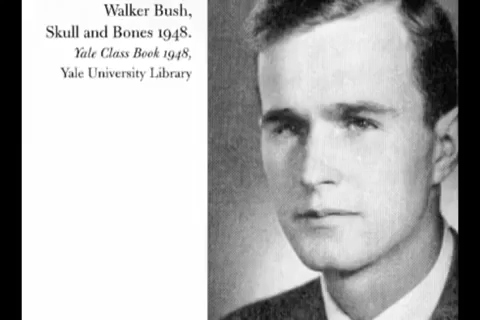 Walker Bush,
Skull and Bones 1948.
Yale Class Book 1948,
Yale University Library